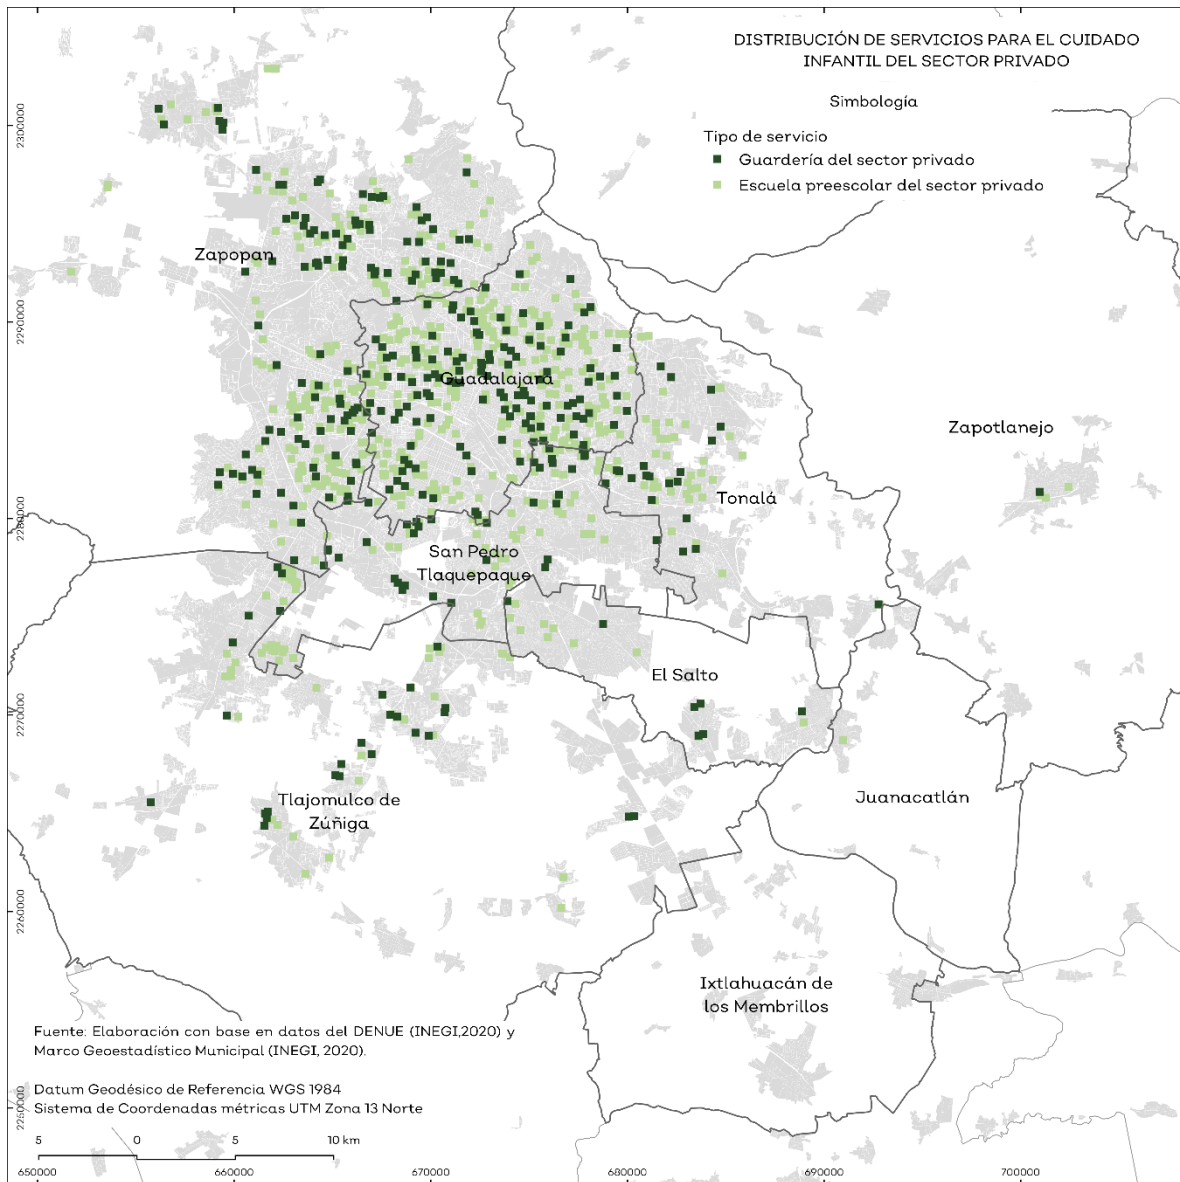 DISTRIBUCIÓN DE SERVICIOS PARA EL CUIDADO
INFANTIL DEL SECTOR PRIVADO
Simbología
Tipo de servicio
Guardería del sector privado
Escuela preescolar del sector privado
2300000
Zapopan
2290000
Guadalajara
Zapotlanejo
Tonalá
2280000
San Pedro
Tlaquepaque
El Salto
2270000
Juanacatlán
Tlajomulco de
Zúñiga
2260000
Ixtlahuacán de
los Membrillos
Fuente: Elaboración con base en datos del DENUE (INEGI,2020) y
Marco Geoestadístico Municipal (INEGI, 2020).
Datum Geodésico de Referencia WGS 1984
Sistema de Coordenadas métricas UTM Zona 13 Norte
2250000
5 0 5 10 km
650000 660000 670000 680000 690000 700000